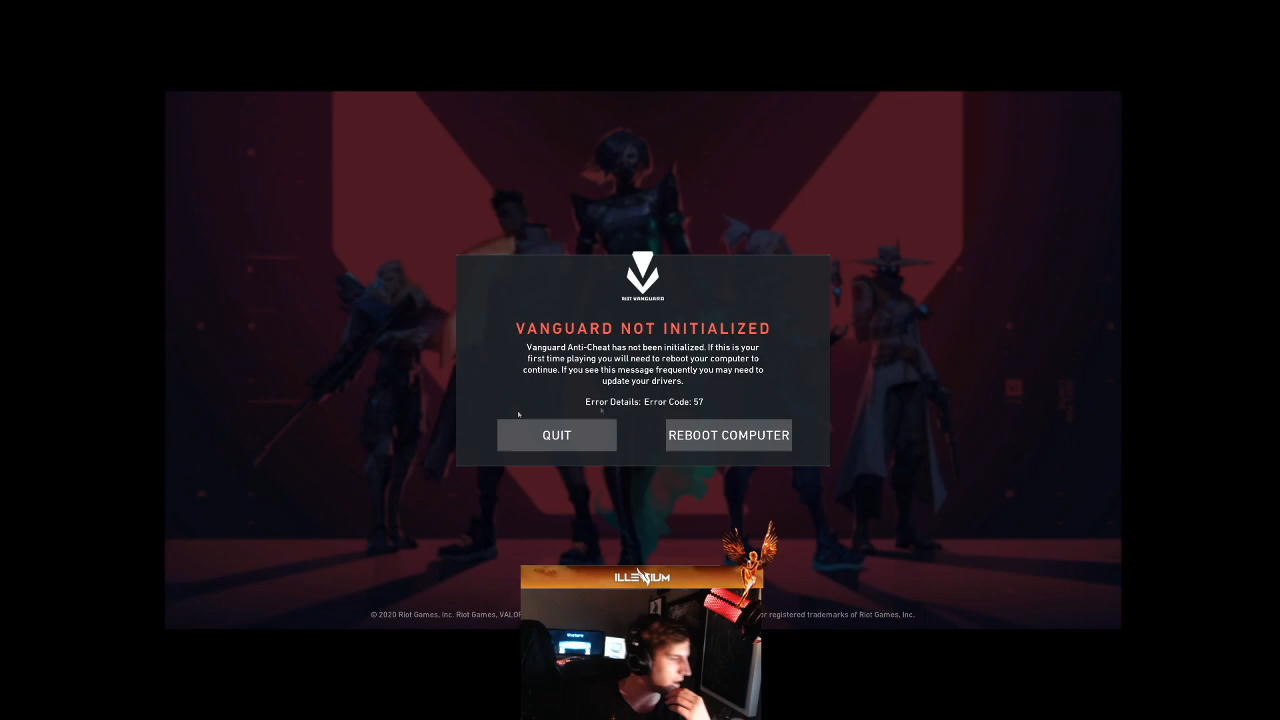 RIOT VANGUARD
VANGUARD NOT INITIALIZED
Vanguard Anti-Cheat has not been initialized. If this is your
first time playing you will need to reboot your computer to
continue. If you see this message frequently you may need to
update your drivers.
Error Details: Error Code: 57
QUIT
REBOOT COMPUTER
ILLENIUM
© 2020 Riot Games, Inc. Riot Games, VALOR
or registered trademarks of Riot Games, Inc.